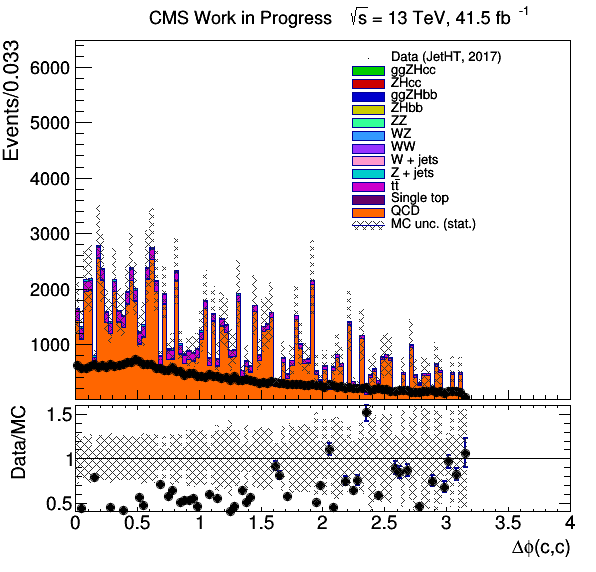 CMS Work in Progress √s = 13 TeV, 41.5 fb⁻¹
Events/0.033
6000
5000
4000
3000
2000
1000
Data (JetHT, 2017)
ggZHcc
ZHcc
ggZHbb
ZHbb
ZZ
WZ
WW
W + jets
Z + jets
tt̄
Single top
QCD
MC unc. (stat.)
Data/MC
1.5
1
0.5
0 0.5 1 1.5 2 2.5 3 3.5 4
Δϕ(c,c)